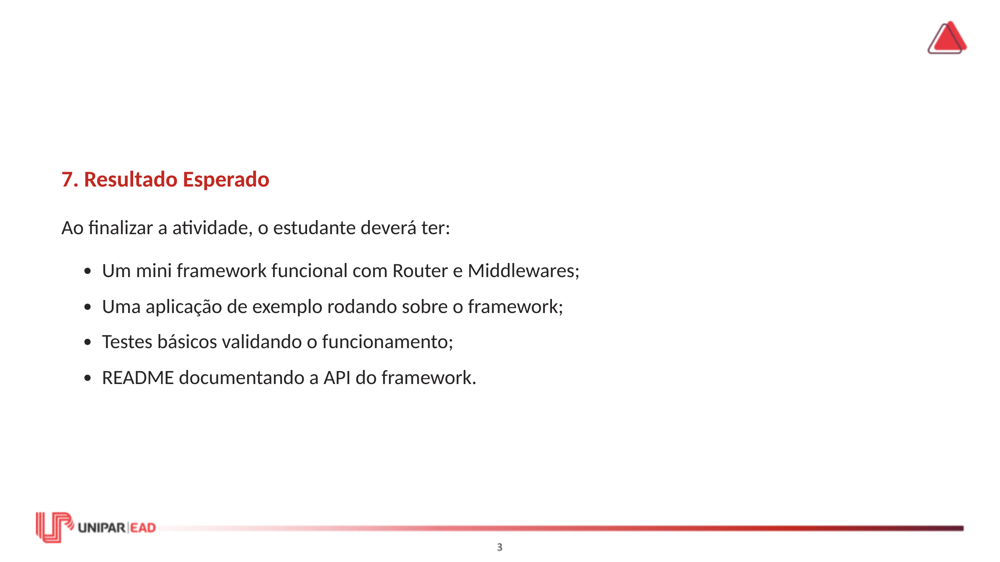 7. Resultado Esperado
Ao finalizar a atividade, o estudante deverá ter:
• Um mini framework funcional com Router e Middlewares;
• Uma aplicação de exemplo rodando sobre o framework;
• Testes básicos validando o funcionamento;
• README documentando a API do framework.
UNIPAR|EAD
3